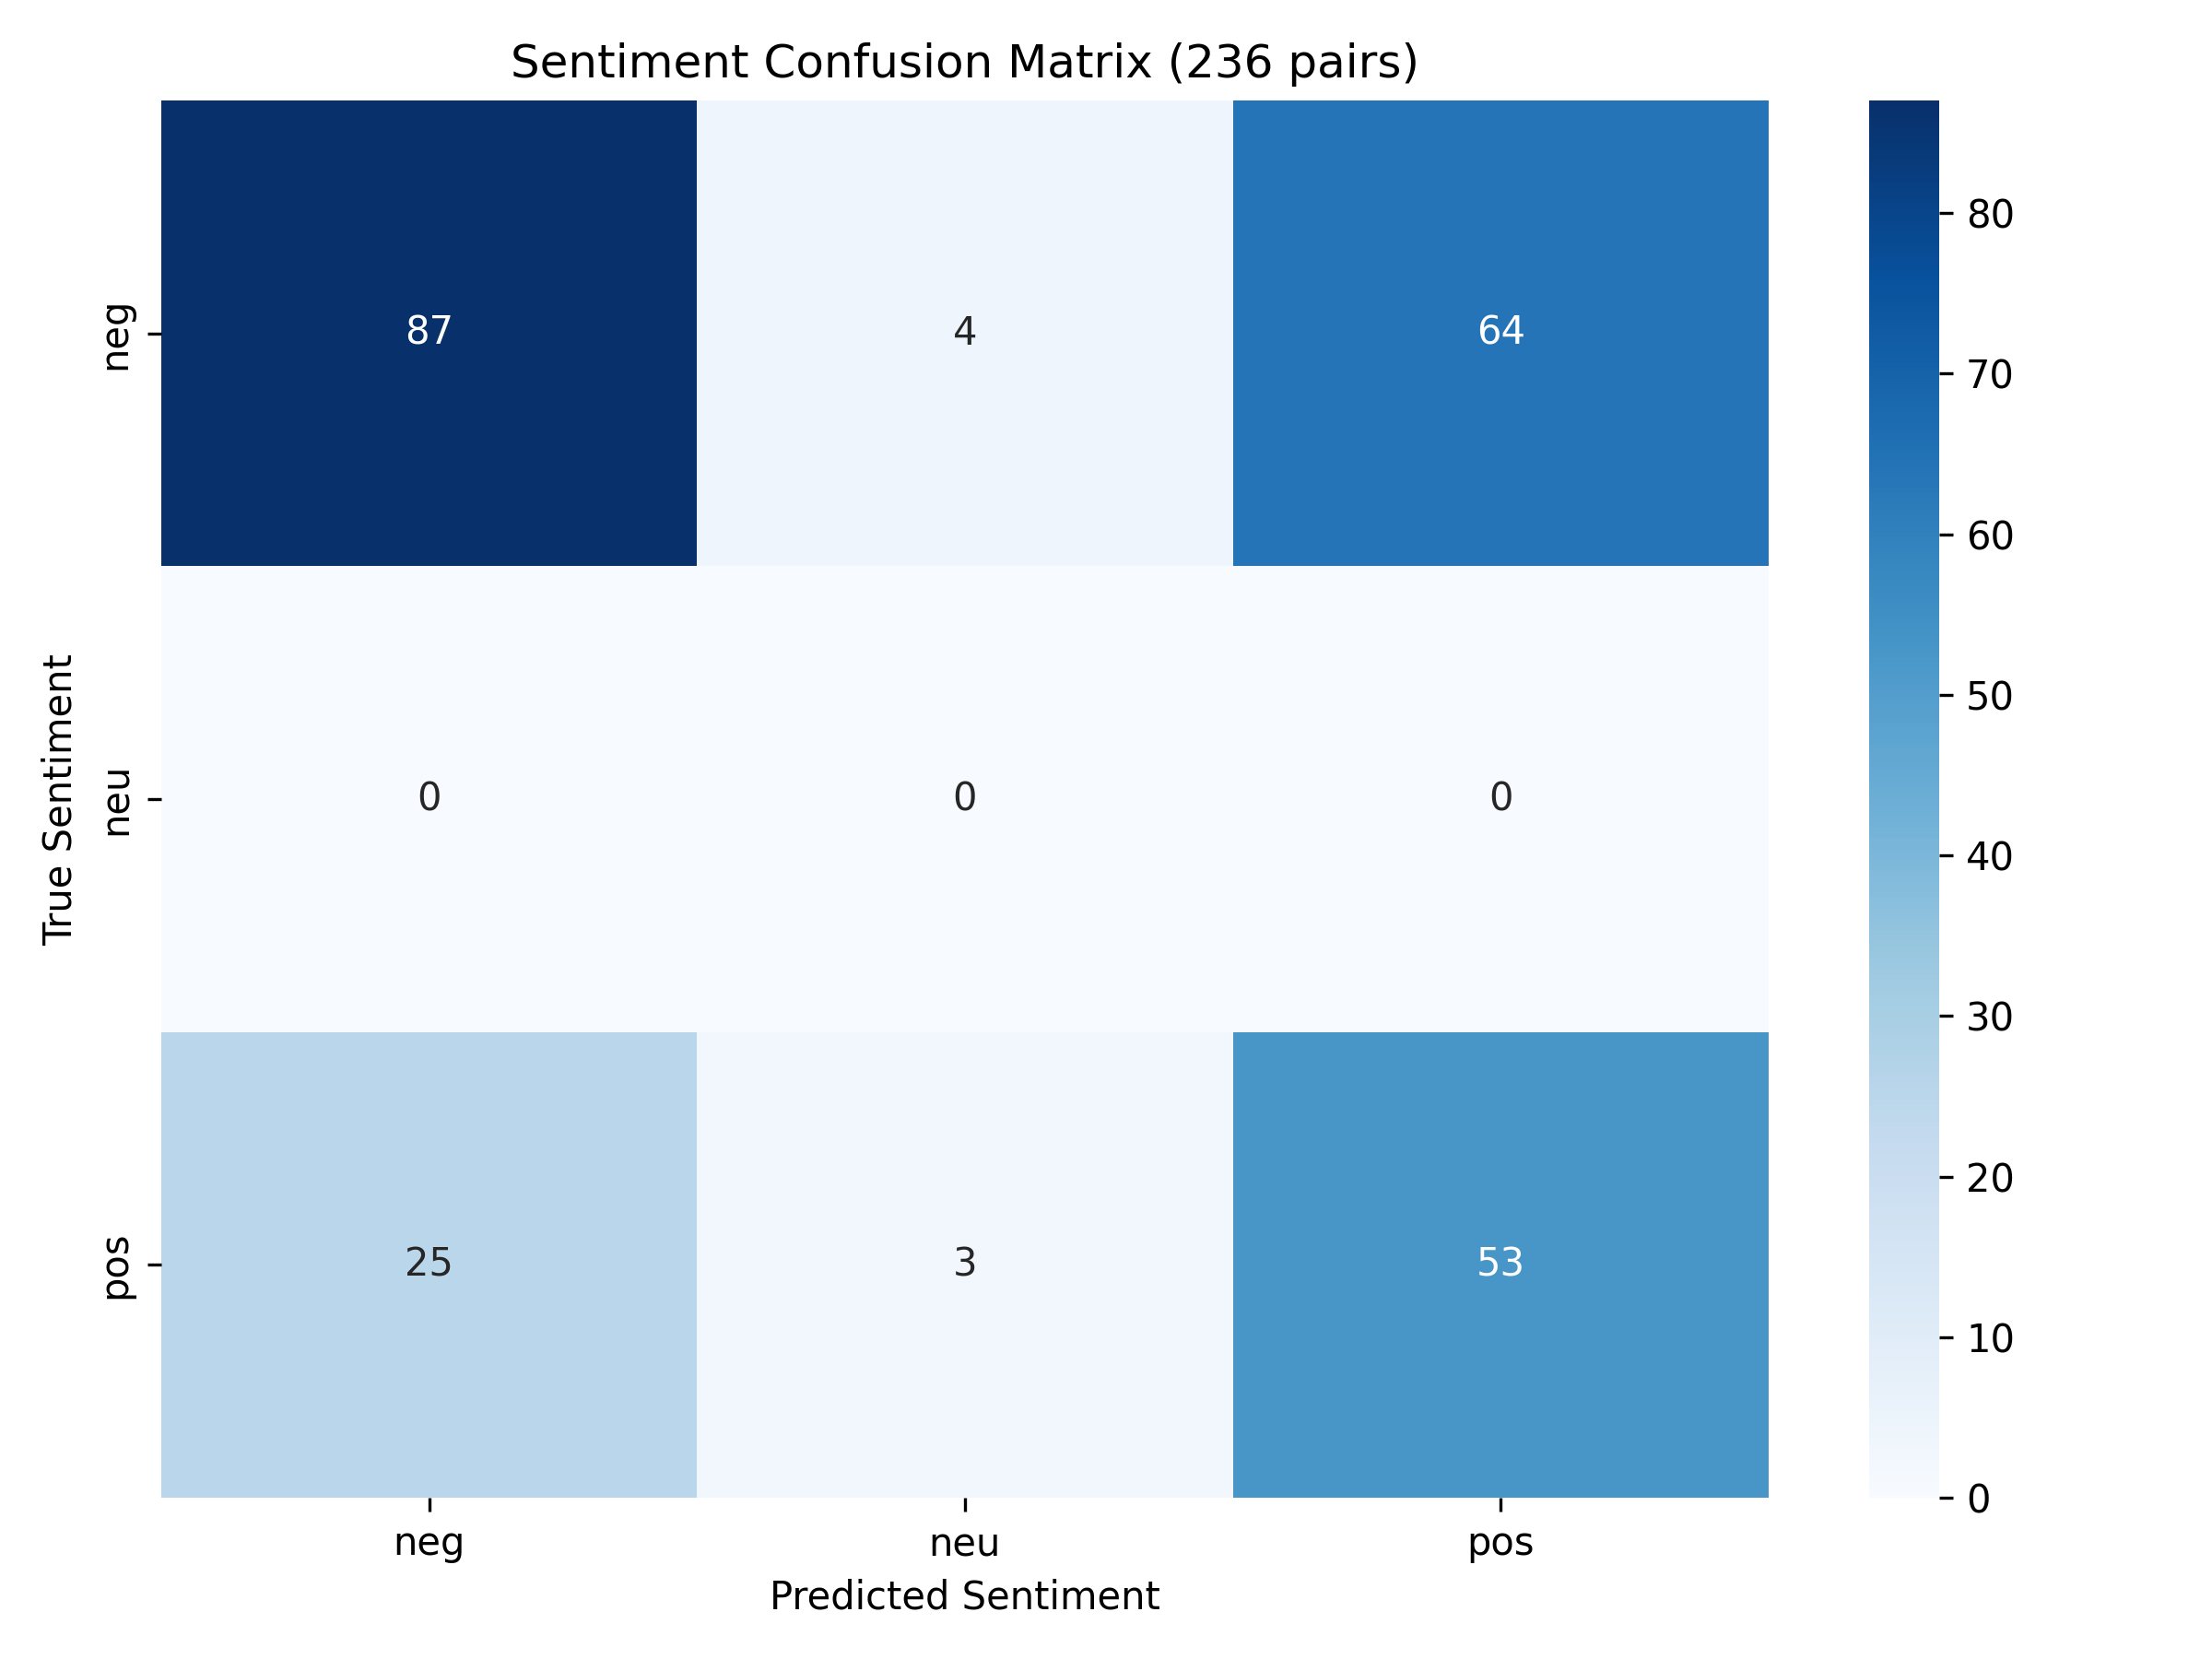 Sentiment Confusion Matrix (236 pairs)
True Sentiment
neg
87
4
64
neu
0
0
0
pos
25
3
53
neg
neu
pos
Predicted Sentiment
80
70
60
50
40
30
20
10
0